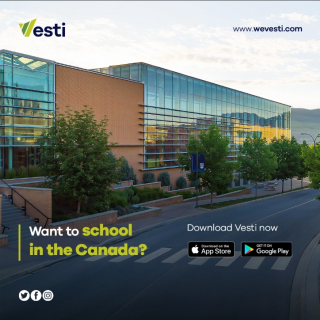 Vesti
www.wevesti.com
Want to school
in the Canada?
Download Vesti now
Download on the
App Store
GET IT ON
Google Play